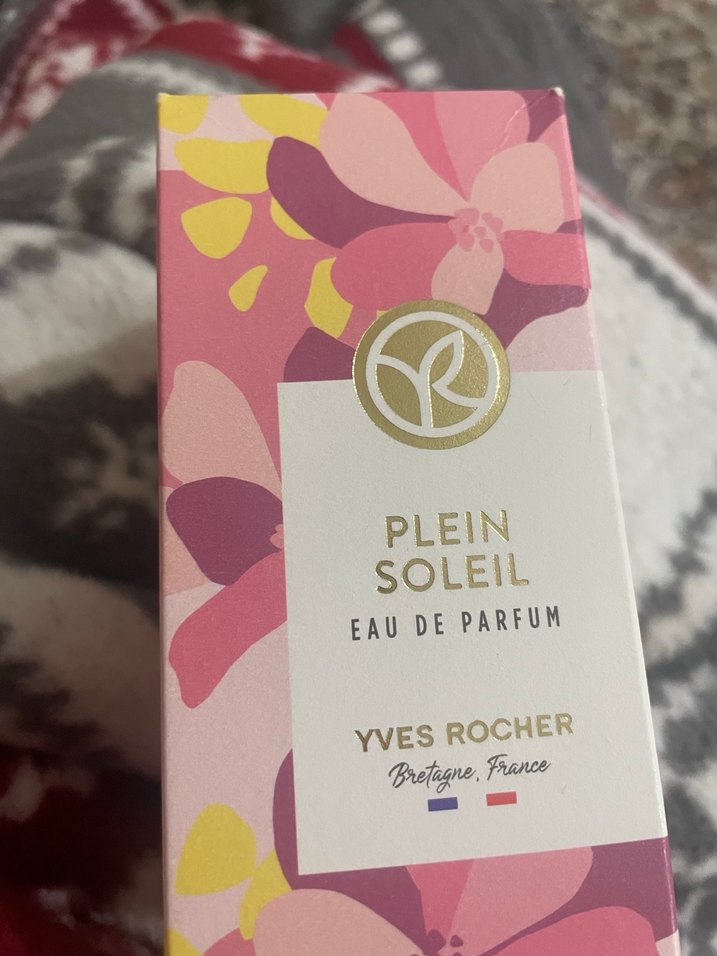 PLEIN
SOLEIL
EAU DE PARFUM
YVES ROCHER
Bretagne, France